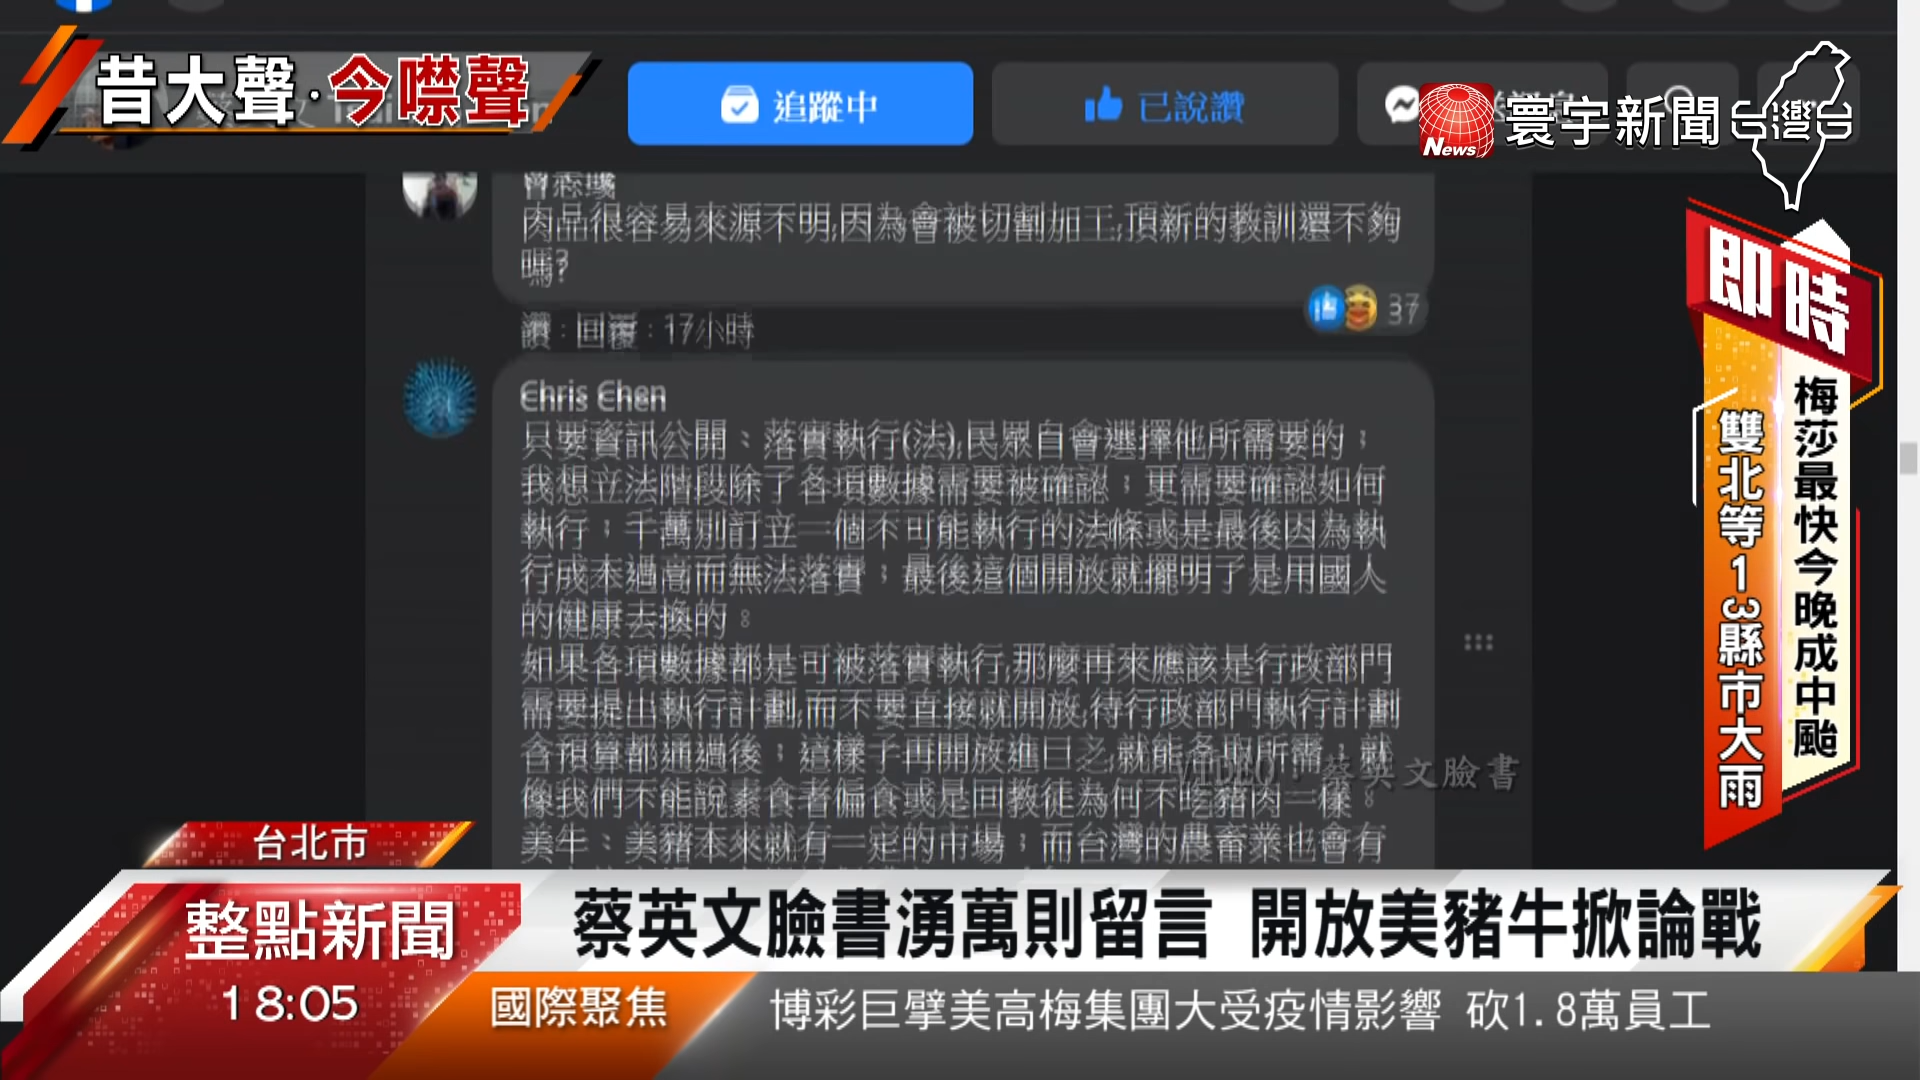 昔大聲·今噤聲
追蹤中
已說讚
News 寰宇新聞 台灣台
曾志瑤
肉品很容易來源不明,因為會被切割加工,頂新的教訓還不夠
嗎?
讚·回覆·17小時
37
Chris Chen
只要資訊公開、落實執行(法),民眾自會選擇他所需要的，
我想立法階段除了各項數據需要被確認，更需要確認如何
執行，千萬別訂立一個不可能執行的法條或是最後因為執
行成本過高而無法落實，最後這個開放就擺明了是用國人
的健康去換的。
如果各項數據都是可被落實執行,那麼再來應該是行政部門
需要提出執行計劃,而不要直接就開放,待行政部門執行計劃
含預算都通過後，這樣子再開放進口之,就能各取所需，就
像我們不能說素食者偏食或是回教徒為何不吃豬肉一樣。
美牛、美豬本來就有一定的市場，而台灣的農畜業也會有
VIDEO：蔡英文臉書
即時
梅莎最快今晚成中颱
雙北等13縣市大雨
台北市
整點新聞
18:05
蔡英文臉書湧萬則留言 開放美豬牛掀論戰
國際聚焦
博彩巨擘美高梅集團大受疫情影響 砍1.8萬員工